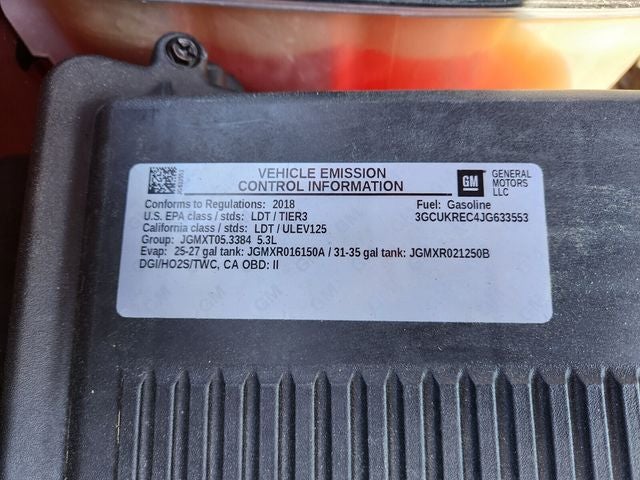 VEHICLE EMISSION
CONTROL INFORMATION
GM
GENERAL
MOTORS
LLC
Conforms to Regulations: 2018
Fuel: Gasoline
U.S. EPA class / stds: LDT / TIER3
3GCUKREC4JG633553
California class / stds: LDT / ULEV125
Group: JGMXT05.3384 5.3L
Evap: 25-27 gal tank: JGMXR016150A / 31-35 gal tank: JGMXR021250B
DGI/HO2S/TWC, CA OBD: II